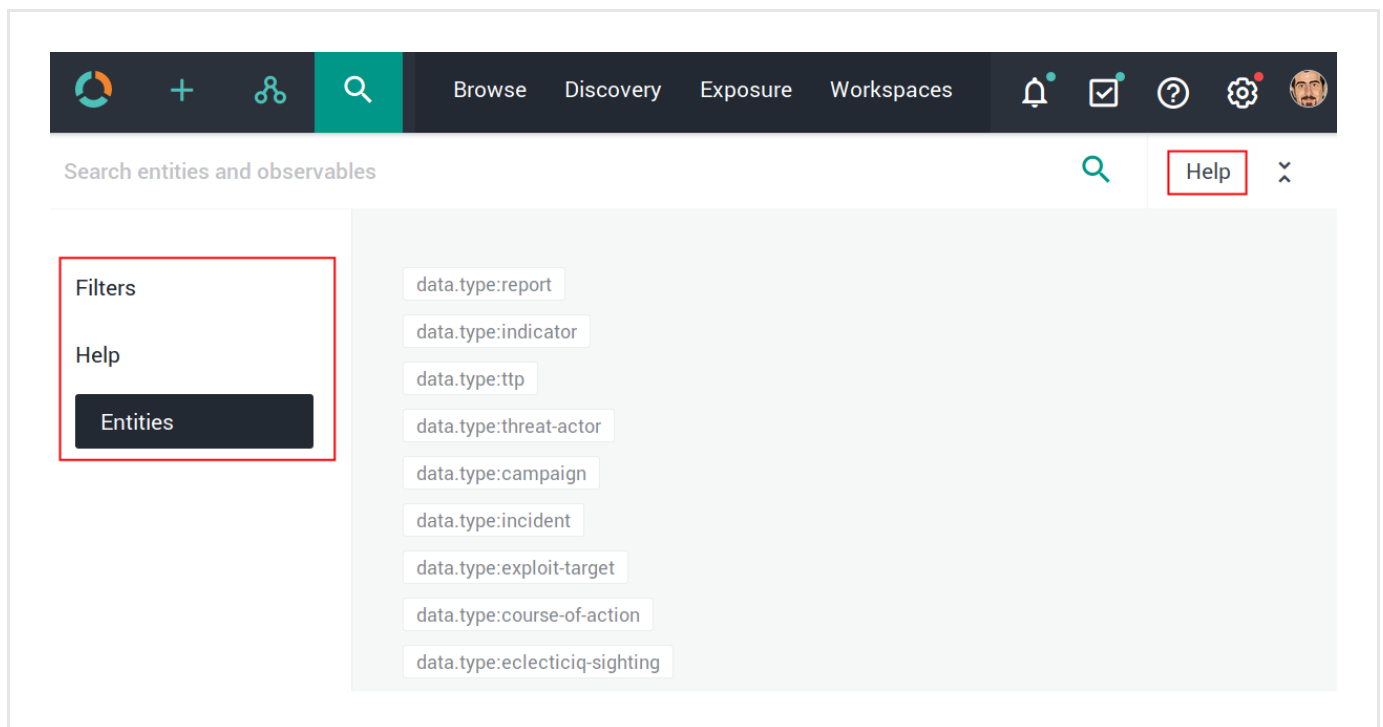 Browse Discovery Exposure Workspaces
Search entities and observables
Help
Filters
Help
Entities
data.type:report
data.type:indicator
data.type:ttp
data.type:threat-actor
data.type:campaign
data.type:incident
data.type:exploit-target
data.type:course-of-action
data.type:eclecticiq-sighting